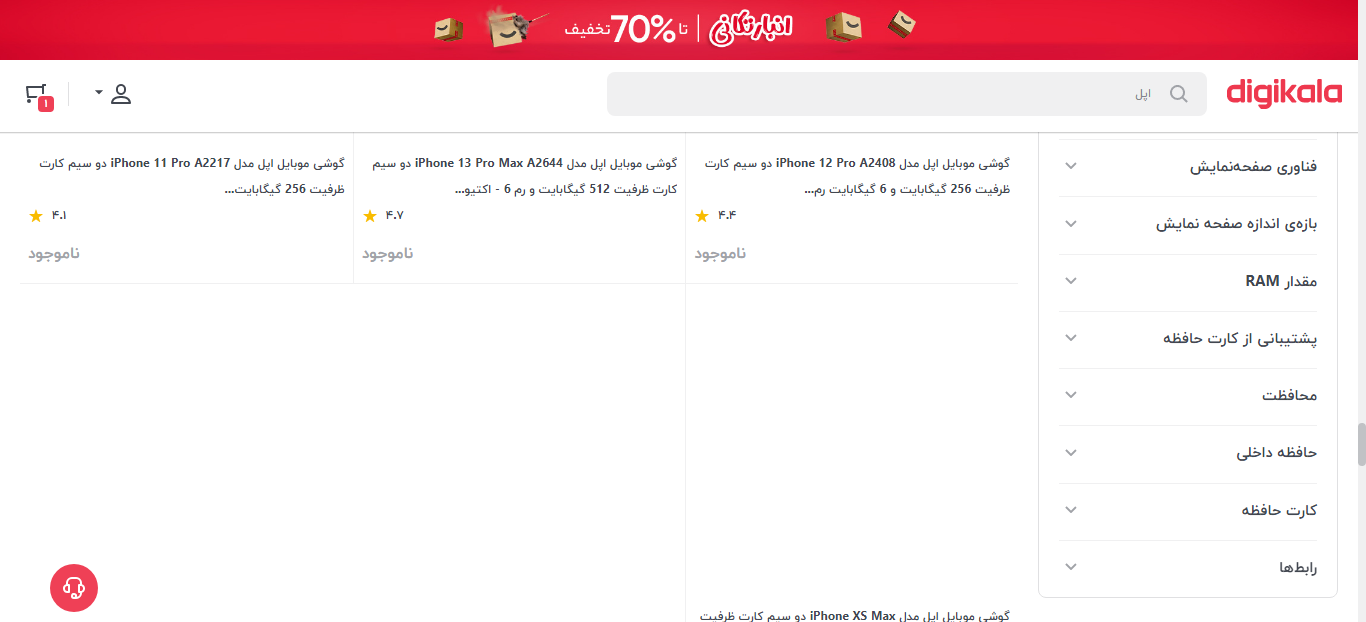 انبارتکانی | تا 70% تخفیف
digikala
اپل
۱
فناوری صفحه‌نمایش
بازه‌ی اندازه صفحه نمایش
مقدار RAM
پشتیبانی از کارت حافظه
محافظت
حافظه داخلی
کارت حافظه
رابط‌ها
گوشی موبایل اپل مدل iPhone 12 Pro A2408 دو سیم‌ کارت
ظرفیت 256 گیگابایت و 6 گیگابایت رم...
۴.۴
ناموجود
گوشی موبایل اپل مدل iPhone 13 Pro Max A2644 دو سیم‌
کارت ظرفیت 512 گیگابایت و رم 6 - اکتیو...
۴.۷
ناموجود
گوشی موبایل اپل مدل iPhone 11 Pro A2217 دو سیم‌ کارت
ظرفیت 256 گیگابایت...
۴.۱
ناموجود
گوشی موبایل اپل مدل iPhone XS Max دو سیم‌ کارت ظرفیت